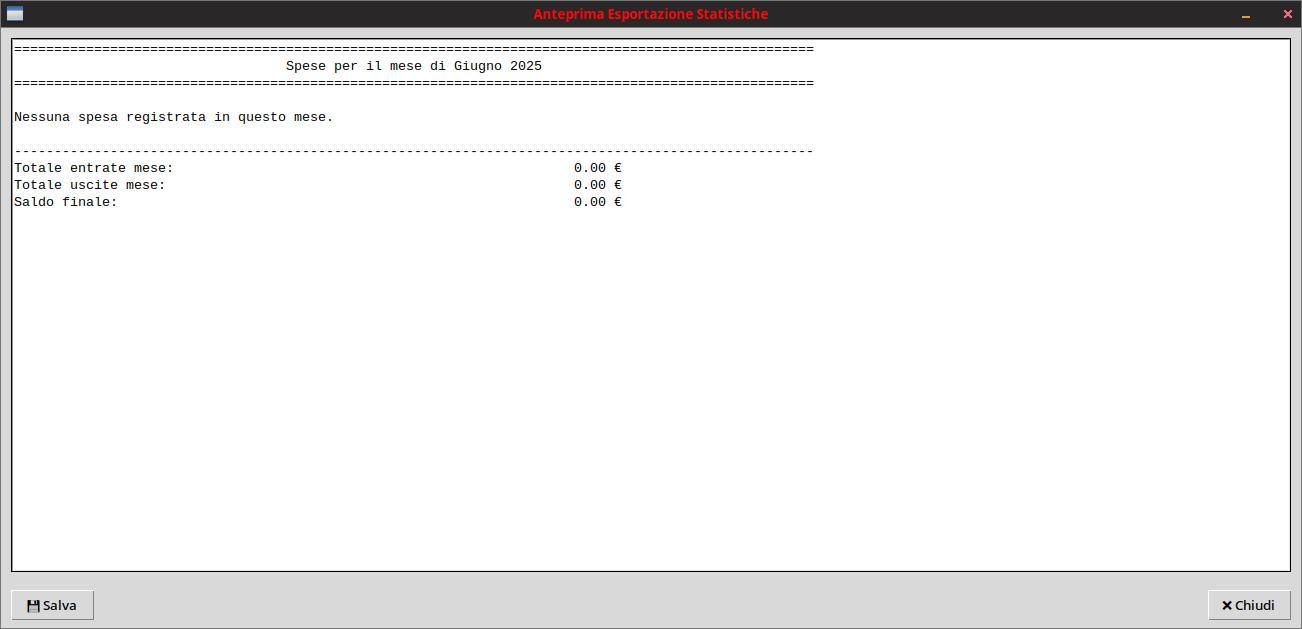 Anteprima Esportazione Statistiche
====================================================================================================
Spese per il mese di Giugno 2025
====================================================================================================
Nessuna spesa registrata in questo mese.
----------------------------------------------------------------------------------------------------
Totale entrate mese: 0.00 €
Totale uscite mese: 0.00 €
Saldo finale: 0.00 €
Salva
Chiudi